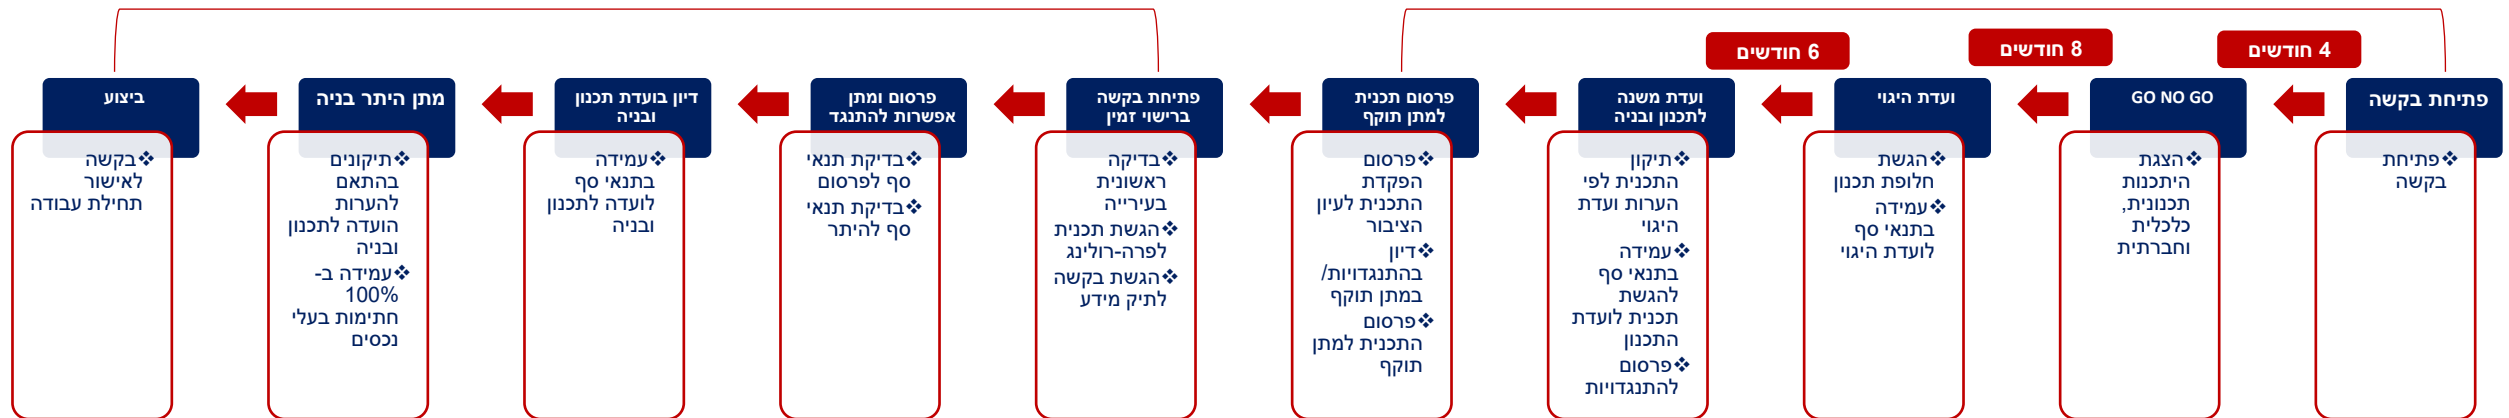 4 חודשים
8 חודשים
6 חודשים
פתיחת בקשה
❖פתיחת
בקשה
GO NO GO
❖הצגת
היתכנות
תכנונית,
כלכלית
וחברתית
ועדת היגוי
❖הגשת
חלופת תכנון
❖עמידה
בתנאי סף
לועדת היגוי
ועדת משנה
לתכנון ובניה
❖תיקון
התכנית לפי
הערות ועדת
היגוי
❖עמידה
בתנאי סף
להגשת
תכנית לועדת
התכנון
❖פרסום
להתנגדויות
פרסום תכנית
למתן תוקף
❖פרסום
הפקדת
התכנית לעיון
הציבור
❖דיון
בהתנגדויות/
במתן תוקף
❖פרסום
התכנית למתן
תוקף
פתיחת בקשה
ברישוי זמין
❖בדיקה
ראשונית
בעירייה
❖הגשת תכנית
לפרה-רולינג
❖הגשת בקשה
לתיק מידע
פרסום ומתן
אפשרות להתנגד
❖בדיקת תנאי
סף לפרסום
❖בדיקת תנאי
סף להיתר
דיון בועדת תכנון
ובניה
❖עמידה
בתנאי סף
לועדה לתכנון
ובניה
מתן היתר בניה
❖תיקונים
בהתאם
להערות
הועדה לתכנון
ובניה
❖עמידה ב-
100%
חתימות בעלי
נכסים
ביצוע
❖בקשה
לאישור
תחילת עבודה